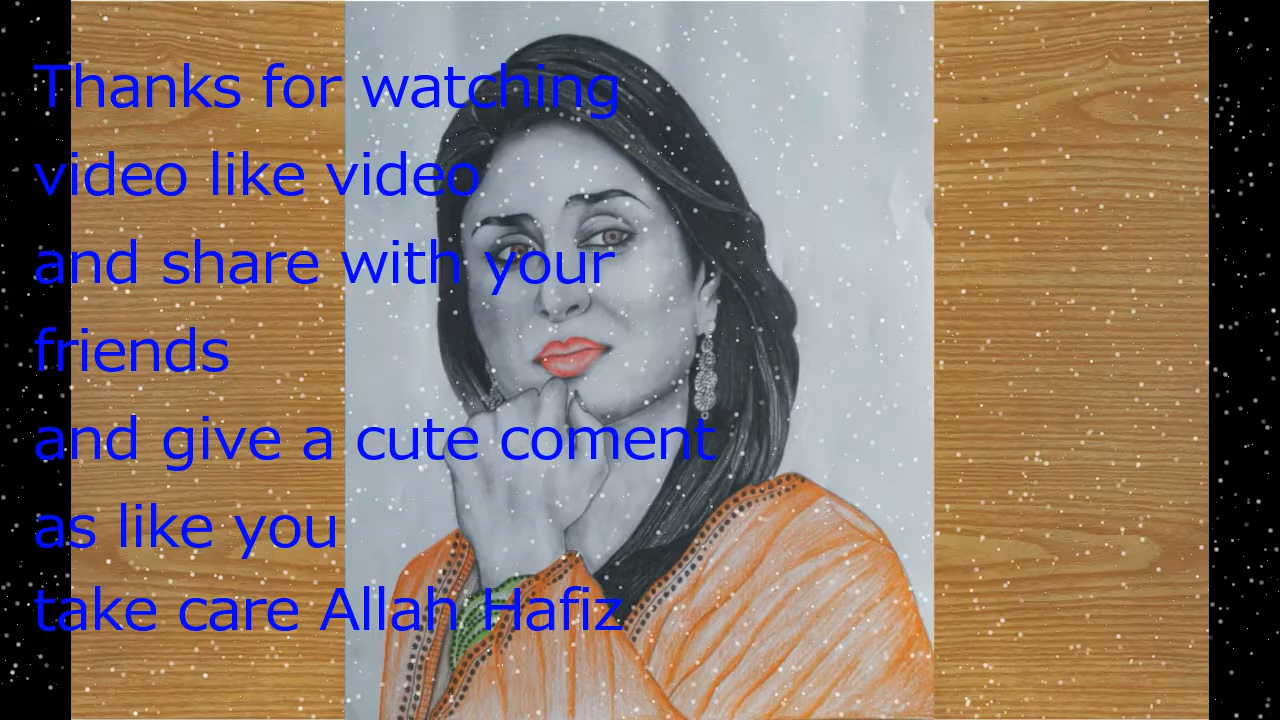 Thanks for watching
video like video
and share with your
friends
and give a cute coment
as like you
take care Allah Hafiz